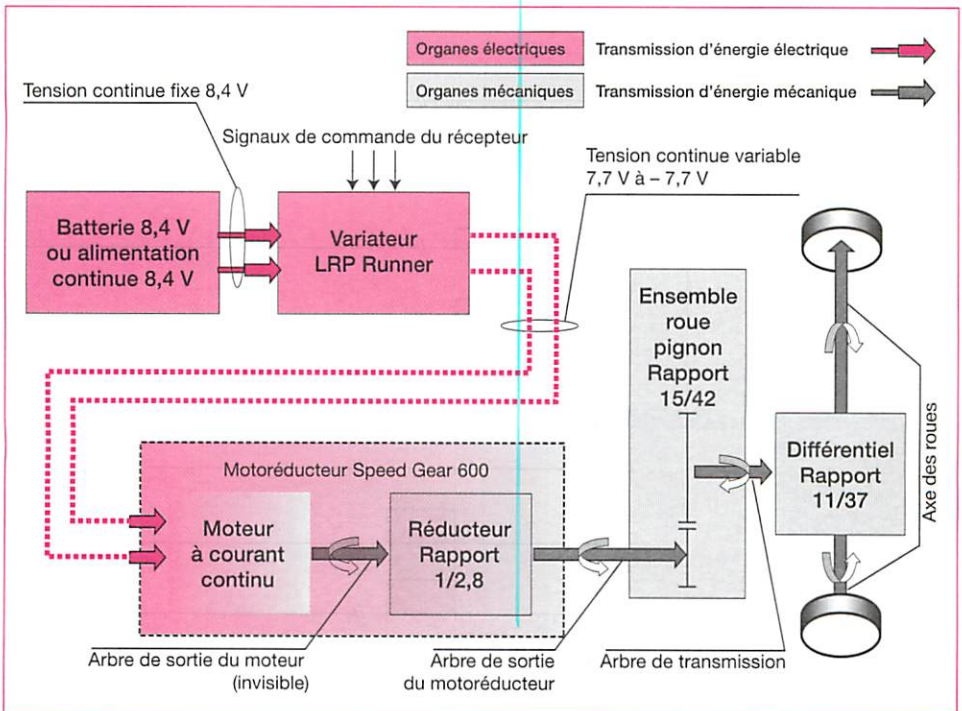 Organes électriques
Transmission d'énergie électrique
Organes mécaniques
Transmission d'énergie mécanique
Tension continue fixe 8,4 V
Signaux de commande du récepteur
Tension continue variable
7,7 V à – 7,7 V
Batterie 8,4 V
ou alimentation
continue 8,4 V
Variateur
LRP Runner
Ensemble
roue
pignon
Rapport
15/42
Différentiel
Rapport
11/37
Axe des roues
Motoréducteur Speed Gear 600
Moteur
à courant
continu
Réducteur
Rapport
1/2,8
Arbre de sortie du moteur
(invisible)
Arbre de sortie
du motoréducteur
Arbre de transmission